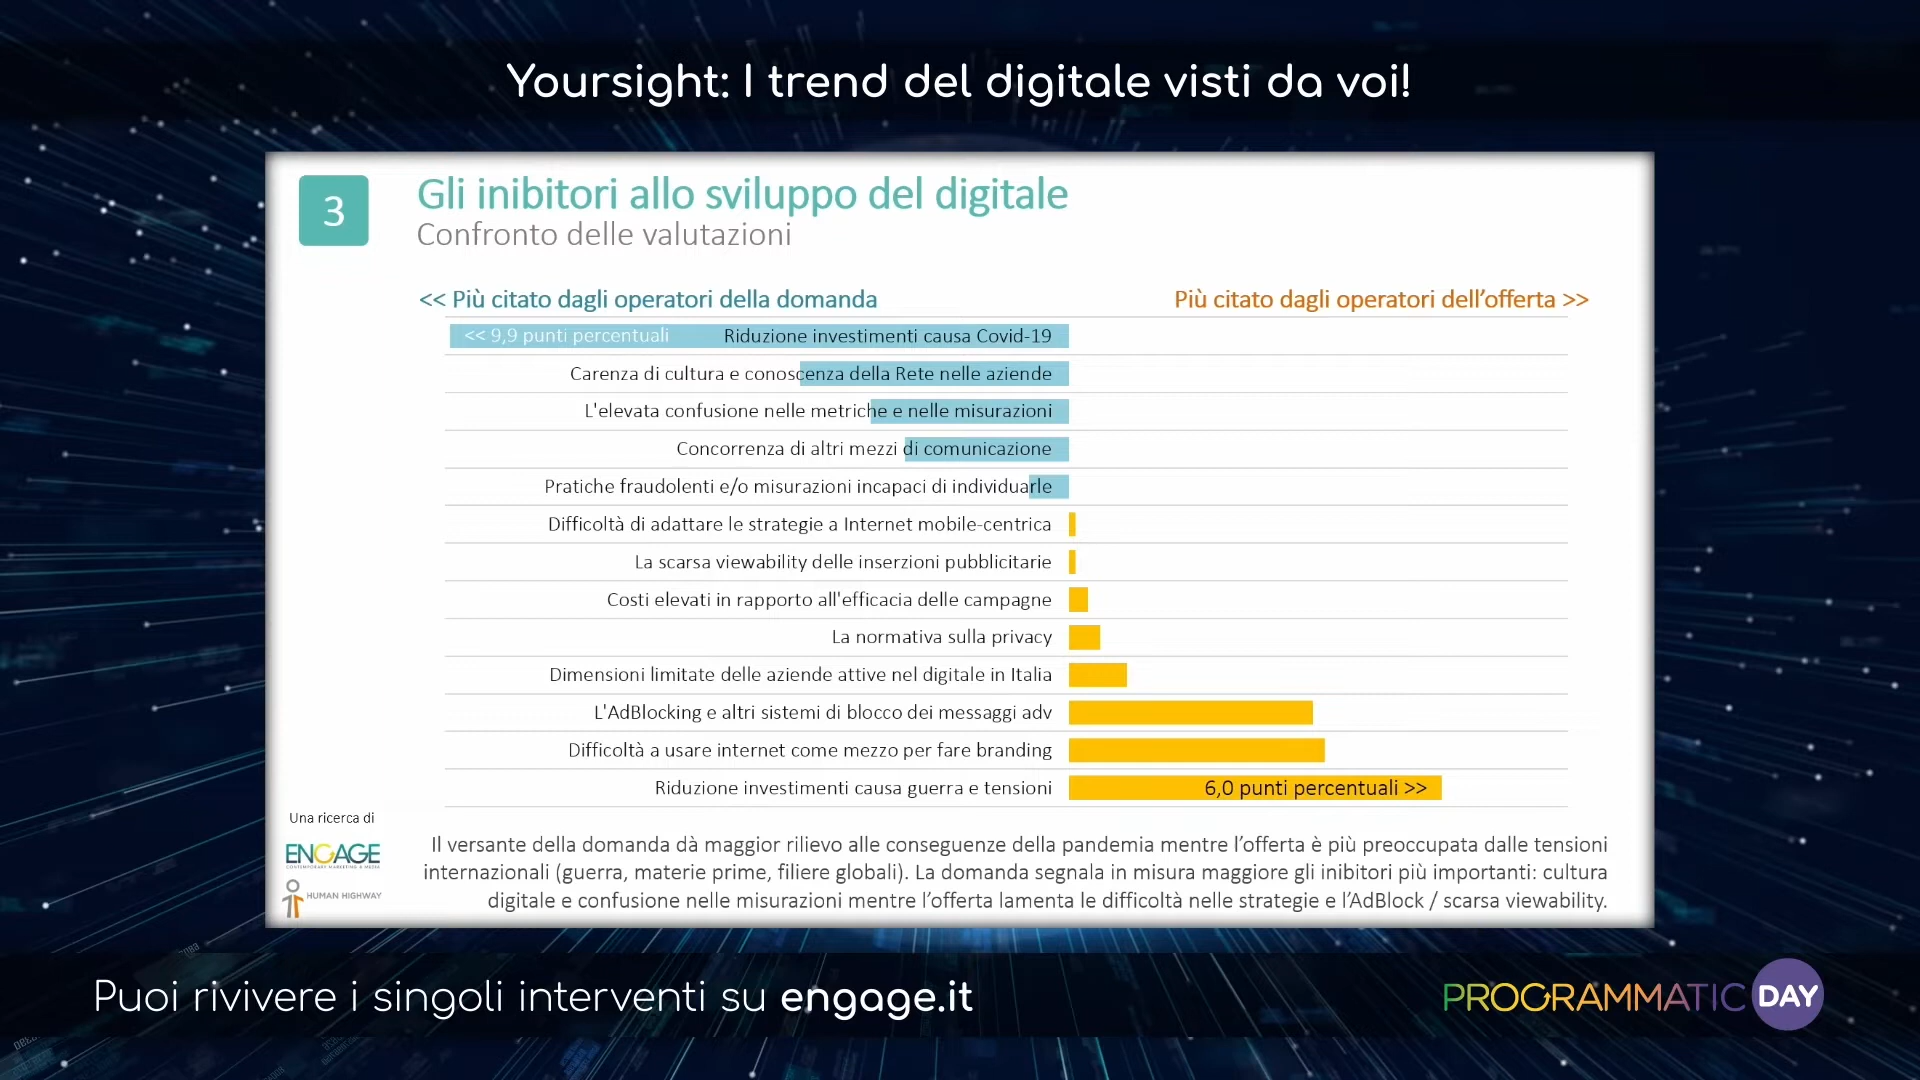 Yoursight: I trend del digitale visti da voi!
3
Gli inibitori allo sviluppo del digitale
Confronto delle valutazioni
<< Più citato dagli operatori della domanda
Più citato dagli operatori dell’offerta >>
<< 9,9 punti percentuali
Riduzione investimenti causa Covid-19
Carenza di cultura e conoscenza della Rete nelle aziende
L'elevata confusione nelle metriche e nelle misurazioni
Concorrenza di altri mezzi di comunicazione
Pratiche fraudolenti e/o misurazioni incapaci di individuarle
Difficoltà di adattare le strategie a Internet mobile-centrica
La scarsa viewability delle inserzioni pubblicitarie
Costi elevati in rapporto all'efficacia delle campagne
La normativa sulla privacy
Dimensioni limitate delle aziende attive nel digitale in Italia
L'AdBlocking e altri sistemi di blocco dei messaggi adv
Difficoltà a usare internet come mezzo per fare branding
Riduzione investimenti causa guerra e tensioni
6,0 punti percentuali >>
Una ricerca di
ENGAGE
HUMAN HIGHWAY
Il versante della domanda dà maggior rilievo alle conseguenze della pandemia mentre l’offerta è più preoccupata dalle tensioni
internazionali (guerra, materie prime, filiere globali). La domanda segnala in misura maggiore gli inibitori più importanti: cultura
digitale e confusione nelle misurazioni mentre l’offerta lamenta le difficoltà nelle strategie e l’AdBlock / scarsa viewability.
Puoi rivivere i singoli interventi su engage.it
PROGRAMMATIC DAY